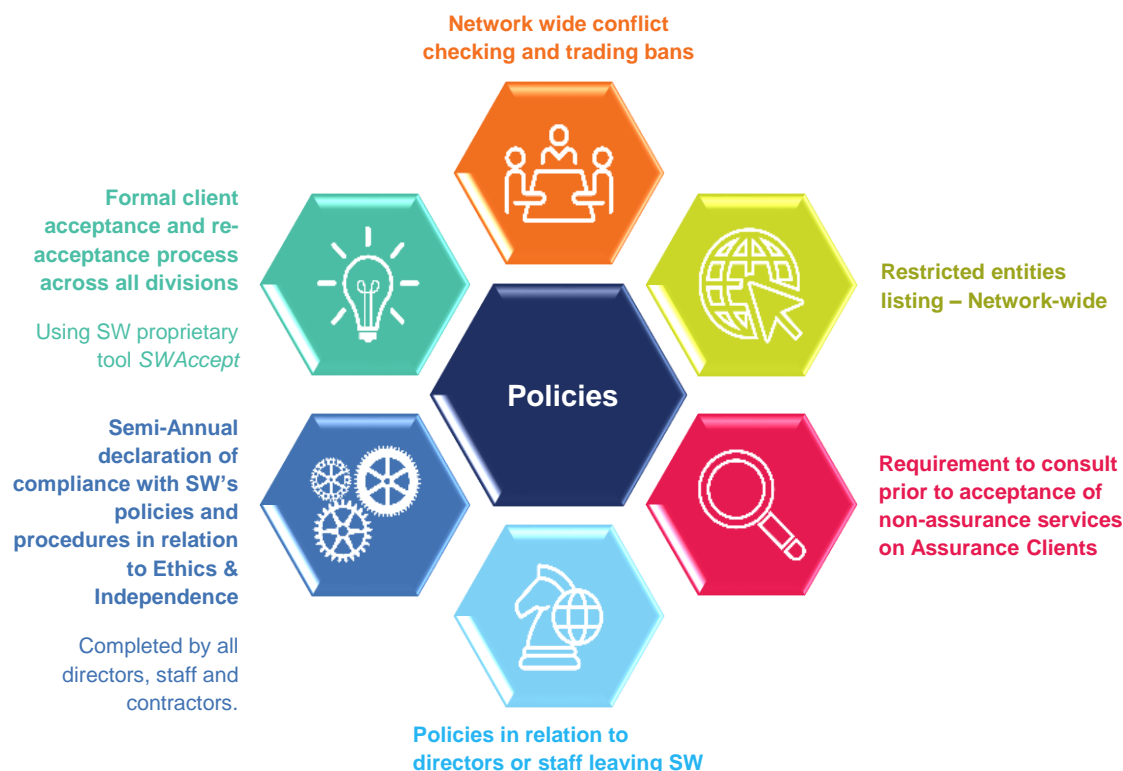 Network wide conflict
checking and trading bans
Formal client
acceptance and re-
acceptance process
across all divisions
Using SW proprietary
tool SWAccept
Restricted entities
listing – Network-wide
Policies
Semi-Annual
declaration of
compliance with SW’s
policies and
procedures in relation
to Ethics &
Independence
Completed by all
directors, staff and
contractors.
Requirement to consult
prior to acceptance of
non-assurance services
on Assurance Clients
Policies in relation to
directors or staff leaving SW